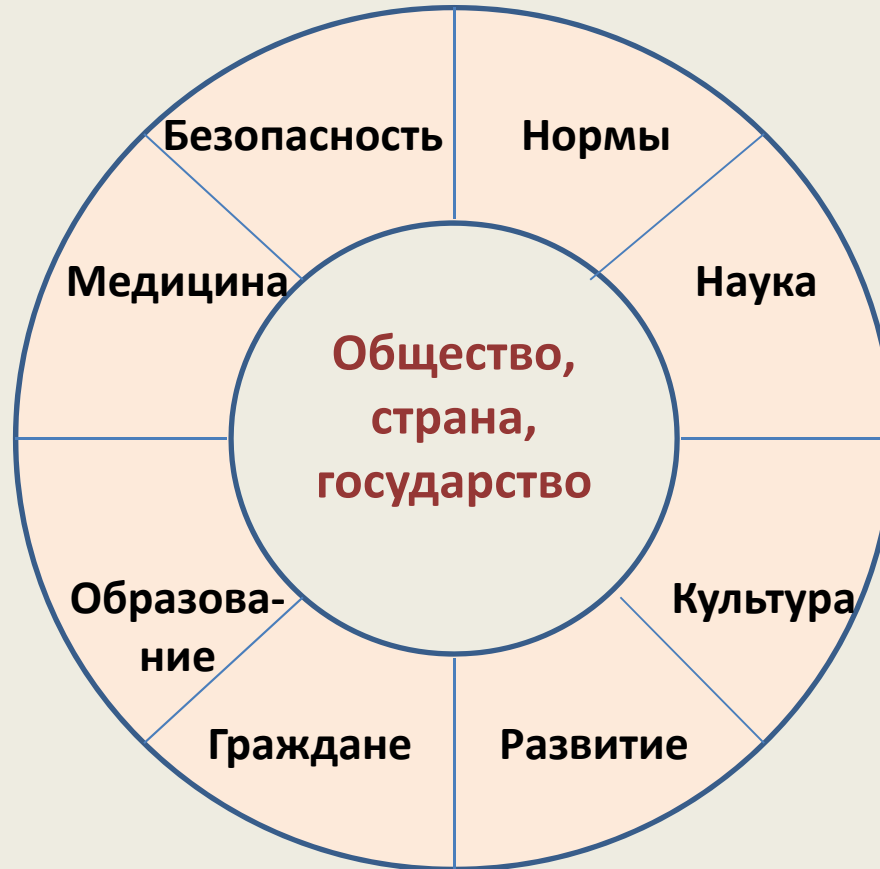 Безопасность
Нормы
Медицина
Наука
Общество,
страна,
государство
Образова-
ние
Культура
Граждане
Развитие